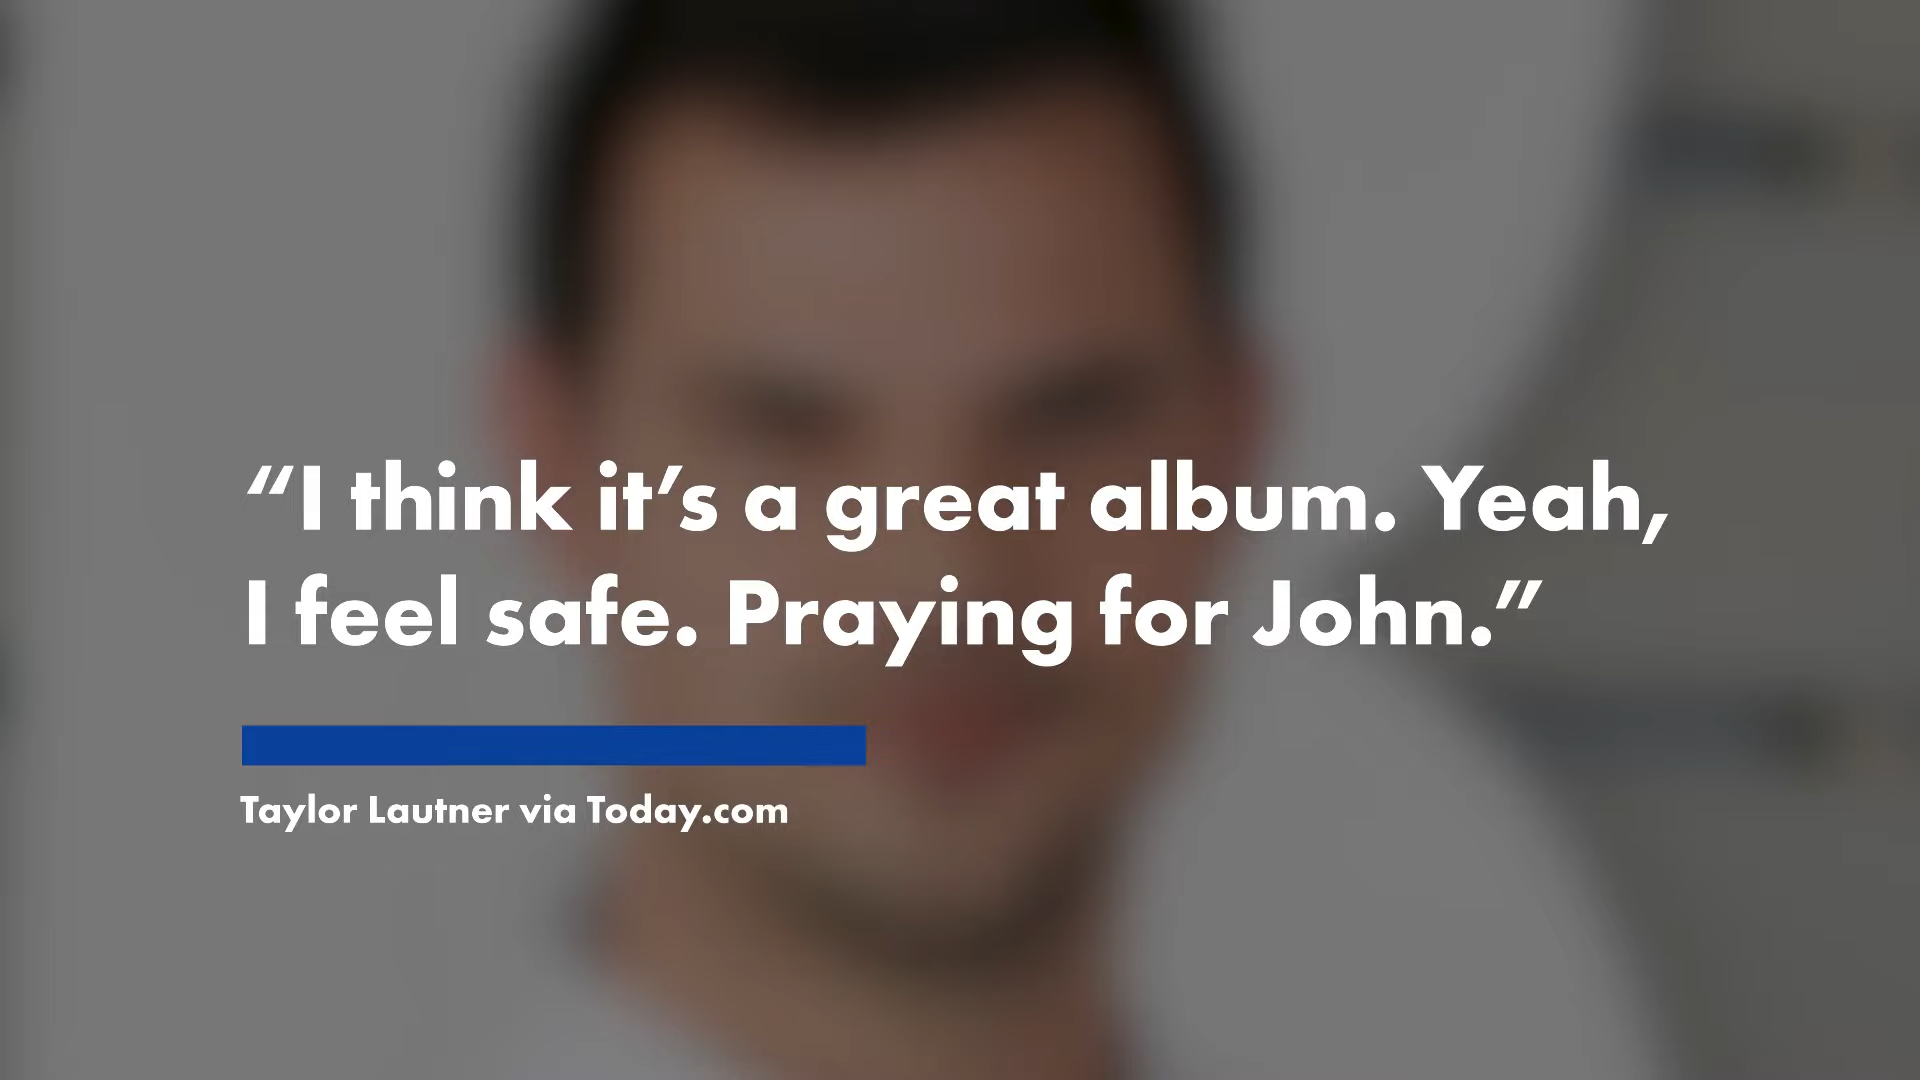 “I think it’s a great album. Yeah,
I feel safe. Praying for John.”
Taylor Lautner via Today.com